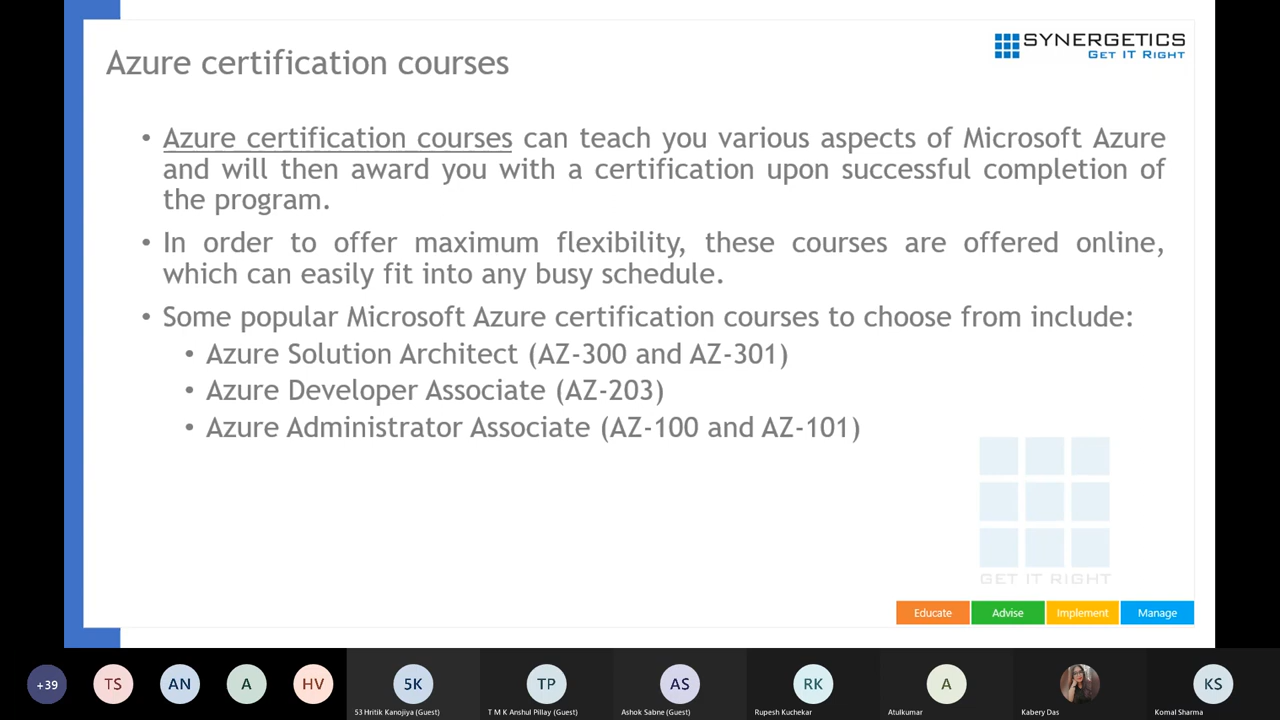 SYNERGETICS
GET IT RIGHT
Azure certification courses
• Azure certification courses can teach you various aspects of Microsoft Azure
and will then award you with a certification upon successful completion of
the program.
• In order to offer maximum flexibility, these courses are offered online,
which can easily fit into any busy schedule.
• Some popular Microsoft Azure certification courses to choose from include:
• Azure Solution Architect (AZ-300 and AZ-301)
• Azure Developer Associate (AZ-203)
• Azure Administrator Associate (AZ-100 and AZ-101)
GET IT RIGHT
Educate Advise Implement Manage
+39 TS AN A HV 5K TP AS RK A KS
53 Hritik Kanojiya (Guest) T M K Anshul Pillay (Guest) Ashok Sabne (Guest) Rupesh Kuchekar Atulkumar Kabery Das Komal Sharma